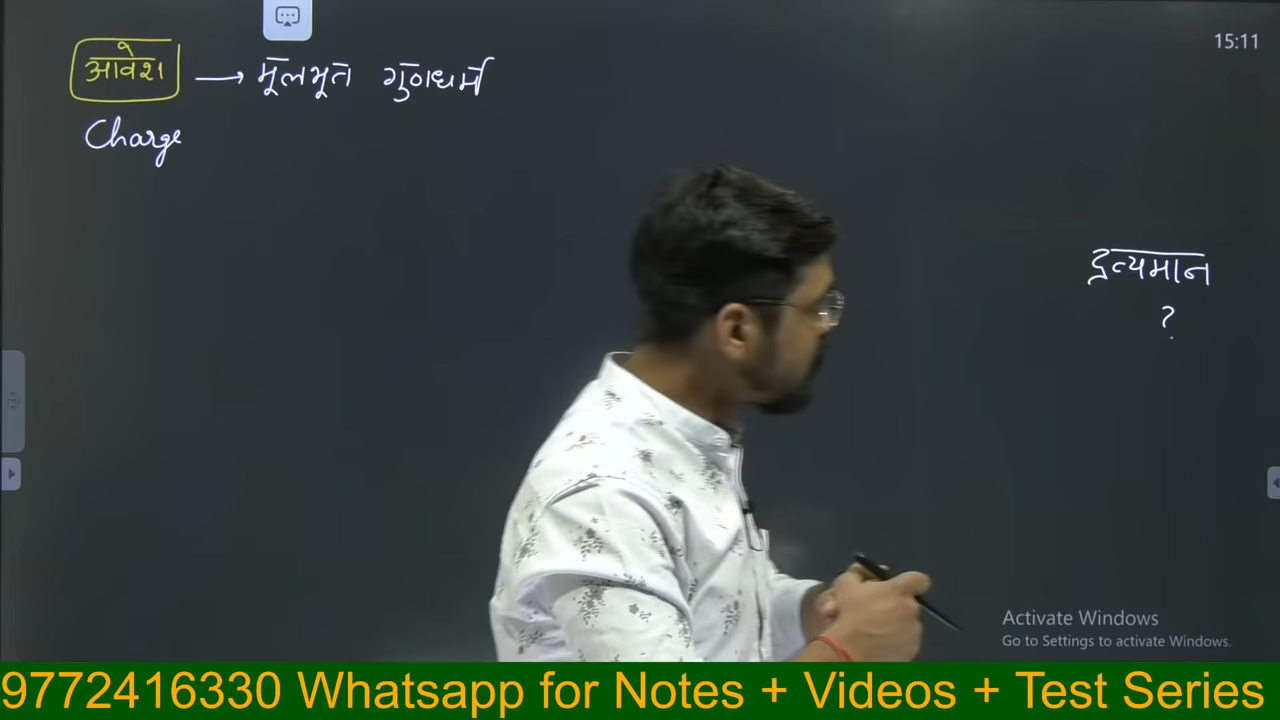 15:11
आवेश → मूलभूत गुणधर्म
Charge
द्रव्यमान
?
Activate Windows
Go to Settings to activate Windows.
9772416330 Whatsapp for Notes + Videos + Test Series